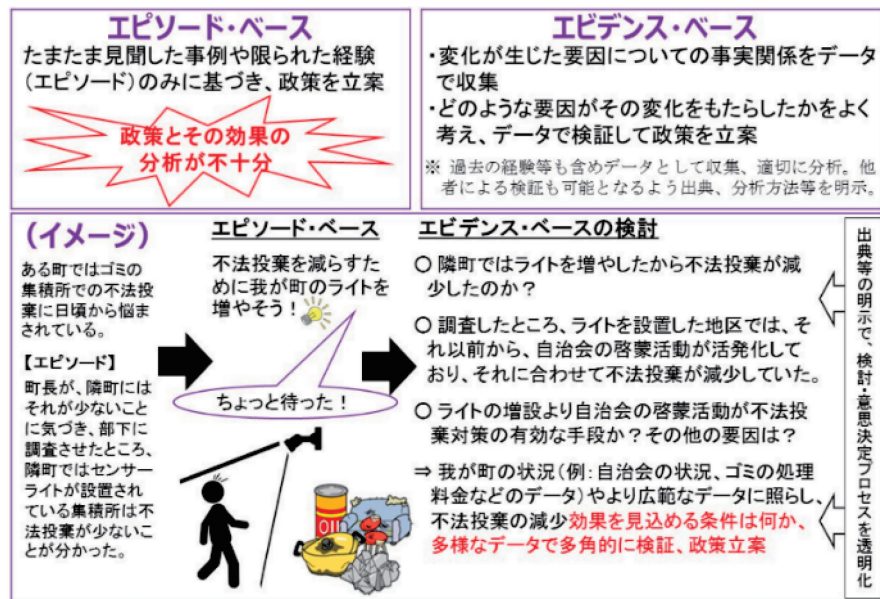 エピソード・ベース
たまたま見聞した事例や限られた経験
(エピソード)のみに基づき、政策を立案
政策とその効果の
分析が不十分
エビデンス・ベース
・変化が生じた要因についての事実関係をデータ
で収集
・どのような要因がその変化をもたらしたかをよく
考え、データで検証して政策を立案
※ 過去の経験等も含めデータとして収集、適切に分析。他
者による検証も可能となるよう出典、分析方法等を明示。
(イメージ)
ある町ではゴミの
集積所での不法投
棄に日頃から悩ま
されている。
【エピソード】
町長が、隣町には
それが少ないこと
に気づき、部下に
調査させたところ、
隣町ではセンサー
ライトが設置され
ている集積所は不
法投棄が少ないこ
とが分かった。
エピソード・ベース
不法投棄を減らすた
めに我が町のライトを
増やそう!
ちょっと待った!
OIL
エビデンス・ベースの検討
○ 隣町ではライトを増やしたから不法投棄が減
少したのか?
○ 調査したところ、ライトを設置した地区では、そ
れ以前から、自治会の啓蒙活動が活発化して
おり、それに合わせて不法投棄が減少していた。
○ ライトの増設より自治会の啓蒙活動が不法投
棄対策の有効な手段か?その他の要因は?
⇒ 我が町の状況(例:自治会の状況、ゴミの処理
料金などのデータ)やより広範なデータに照らし、
不法投棄の減少効果を見込める条件は何か、
多様なデータで多角的に検証、政策立案
出典等の明示で、検討・意思決定プロセスを透明化